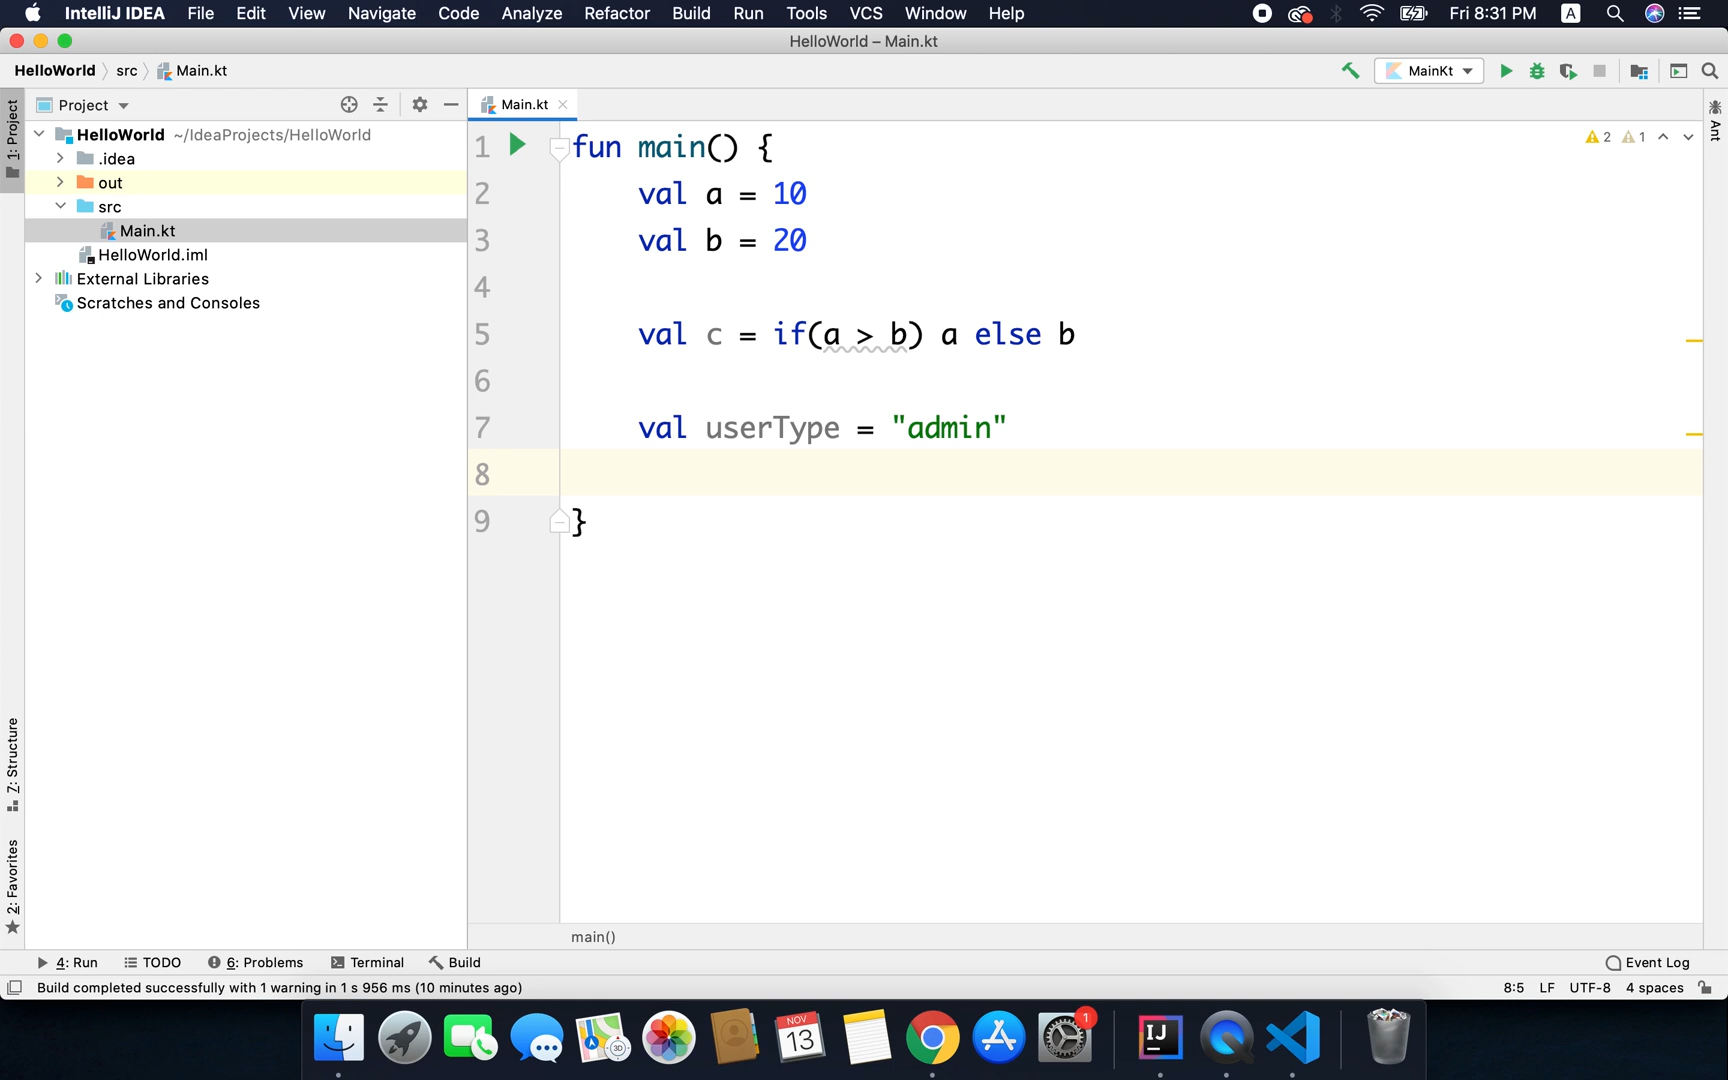 IntelliJ IDEA File Edit View Navigate Code Analyze Refactor Build Run Tools VCS Window Help Fri 8:31 PM A
HelloWorld – Main.kt
HelloWorld src Main.kt MainKt
Project Main.kt
1: Project
Ant
HelloWorld ~/IdeaProjects/HelloWorld
.idea
out
src
Main.kt
HelloWorld.iml
External Libraries
Scratches and Consoles
2 1
1 fun main() {
2 val a = 10
3 val b = 20
4
5 val c = if(a > b) a else b
6
7 val userType = "admin"
8
9 }
Z: Structure
2: Favorites
main()
4: Run TODO 6: Problems Terminal Build Event Log
Build completed successfully with 1 warning in 1 s 956 ms (10 minutes ago) 8:5 LF UTF-8 4 spaces
3D
NOV
13
1
IJ